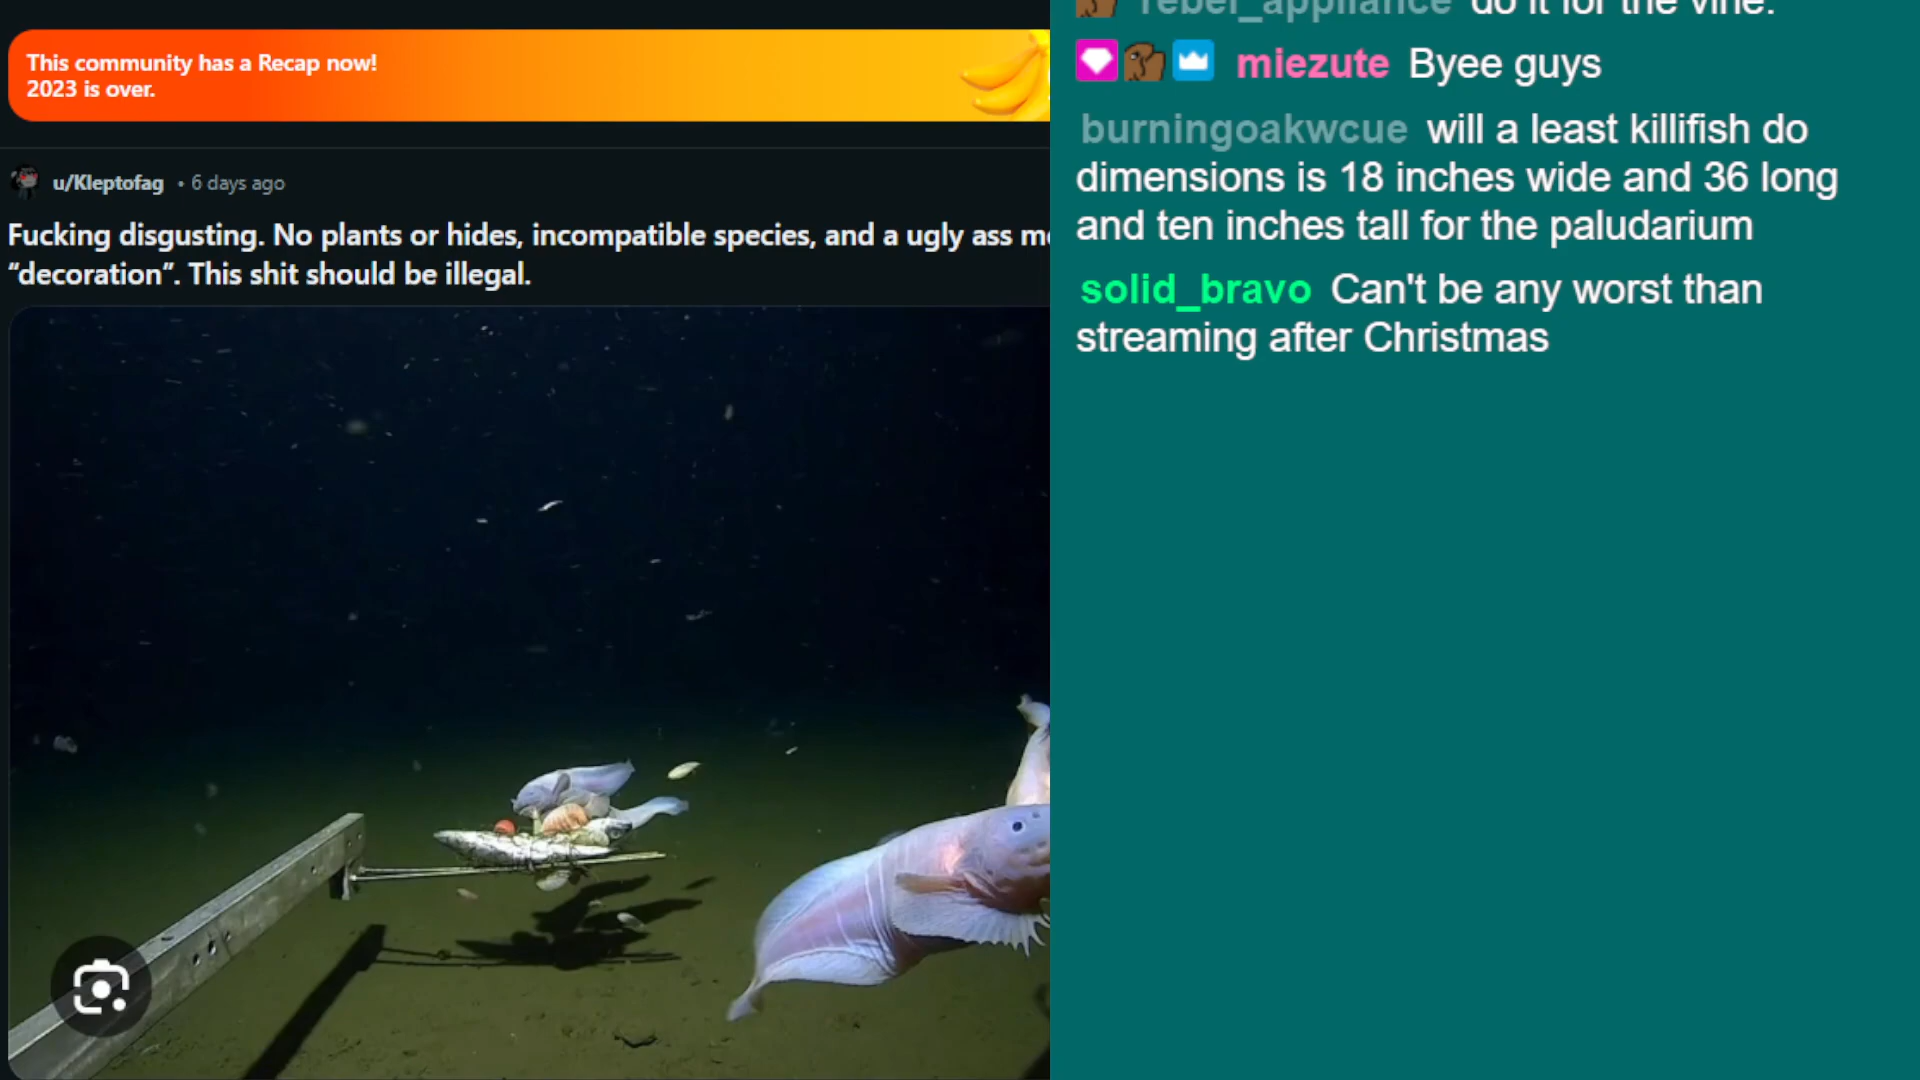 This community has a Recap now!
2023 is over.
u/Kleptofag • 6 days ago
Fucking disgusting. No plants or hides, incompatible species, and a ugly ass
“decoration”. This shit should be illegal.
rebel_appliance do it for the vine.
miezute Byee guys
burningoakwcue will a least killifish do
dimensions is 18 inches wide and 36 long
and ten inches tall for the paludarium
solid_bravo Can't be any worst than
streaming after Christmas